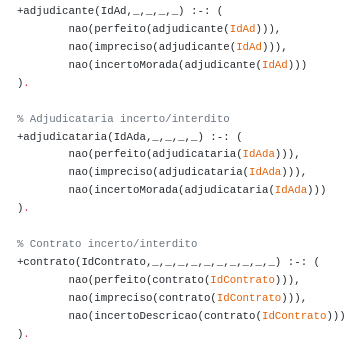 +adjudicante(IdAd,_,_,_,_) :-: (
        nao(perfeito(adjudicante(IdAd))),
        nao(impreciso(adjudicante(IdAd))),
        nao(incertoMorada(adjudicante(IdAd)))
).
% Adjudicataria incerto/interdito
+adjudicataria(IdAda,_,_,_,_) :-: (
        nao(perfeito(adjudicataria(IdAda))),
        nao(impreciso(adjudicataria(IdAda))),
        nao(incertoMorada(adjudicataria(IdAda)))
).
% Contrato incerto/interdito
+contrato(IdContrato,_,_,_,_,_,_,_,_,_,_) :-: (
        nao(perfeito(contrato(IdContrato))),
        nao(impreciso(contrato(IdContrato))),
        nao(incertoDescricao(contrato(IdContrato)))
).